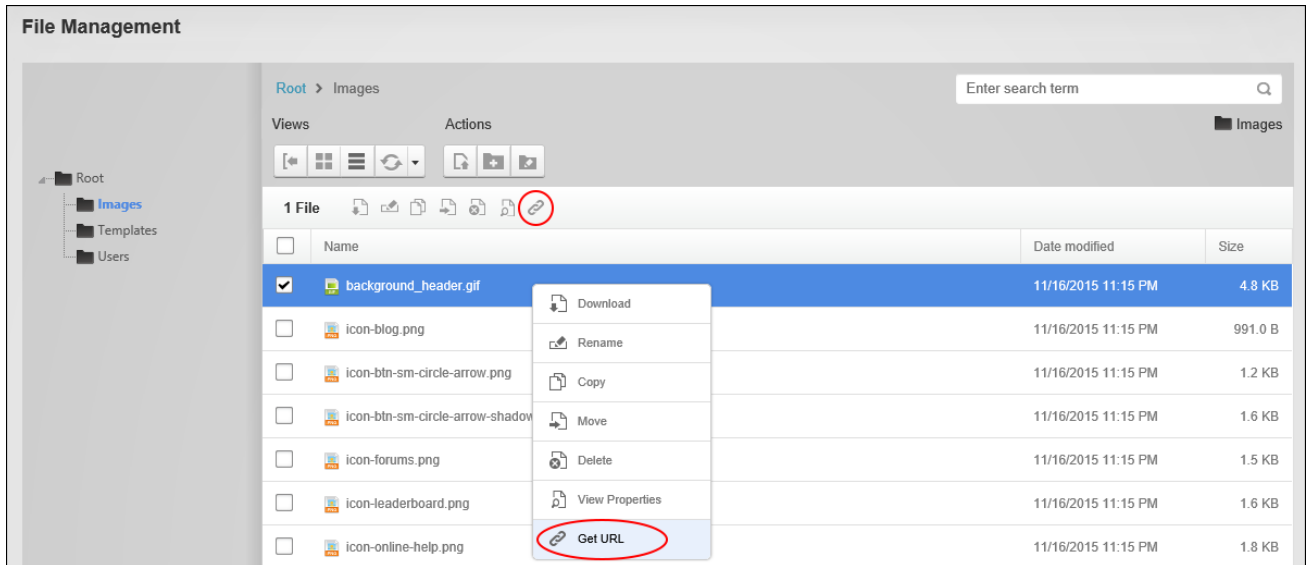 File Management
Root > Images
Enter search term
Views
Actions
Images
Root
Images
Templates
Users
1 File
Name
Date modified
Size
background_header.gif
11/16/2015 11:15 PM
4.8 KB
icon-blog.png
11/16/2015 11:15 PM
991.0 B
icon-btn-sm-circle-arrow.png
11/16/2015 11:15 PM
1.2 KB
icon-btn-sm-circle-arrow-shadow
11/16/2015 11:15 PM
1.6 KB
icon-forums.png
11/16/2015 11:15 PM
1.5 KB
icon-leaderboard.png
11/16/2015 11:15 PM
1.6 KB
icon-online-help.png
11/16/2015 11:15 PM
1.8 KB
Download
Rename
Copy
Move
Delete
View Properties
Get URL